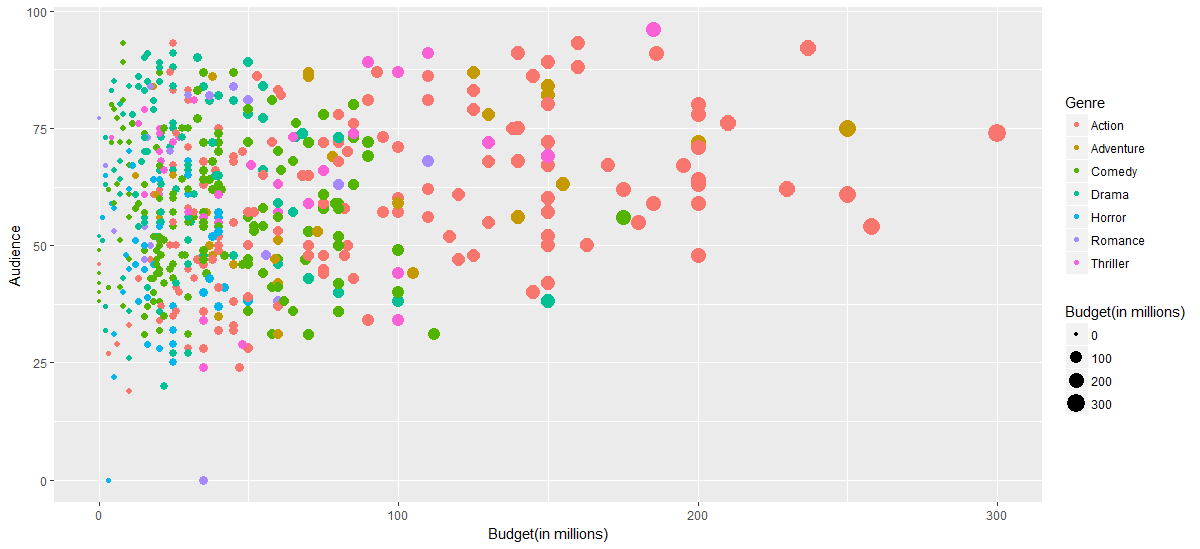 100
75
50
25
0
Audience
0
100
200
300
Budget(in millions)
Genre
Action
Adventure
Comedy
Drama
Horror
Romance
Thriller
Budget(in millions)
0
100
200
300